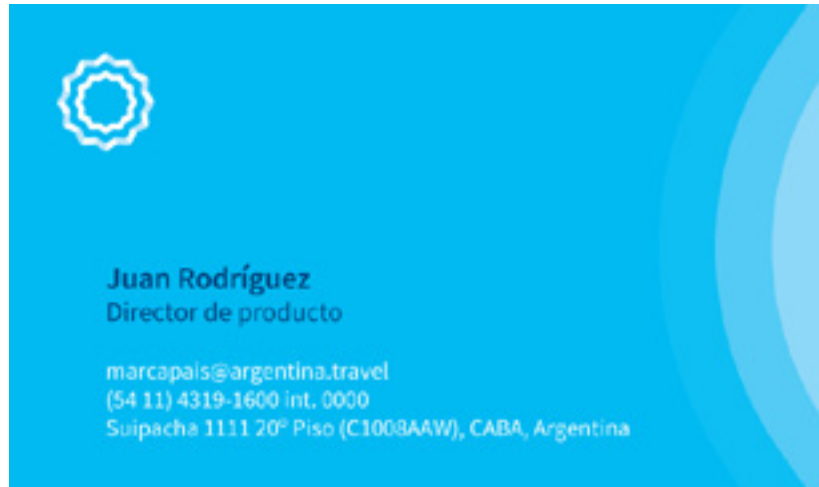 Juan Rodríguez
Director de producto
marcapais@argentina.travel
(54 11) 4319-1600 int. 0000
Suipacha 1111 20º Piso (C1008AAW), CABA, Argentina